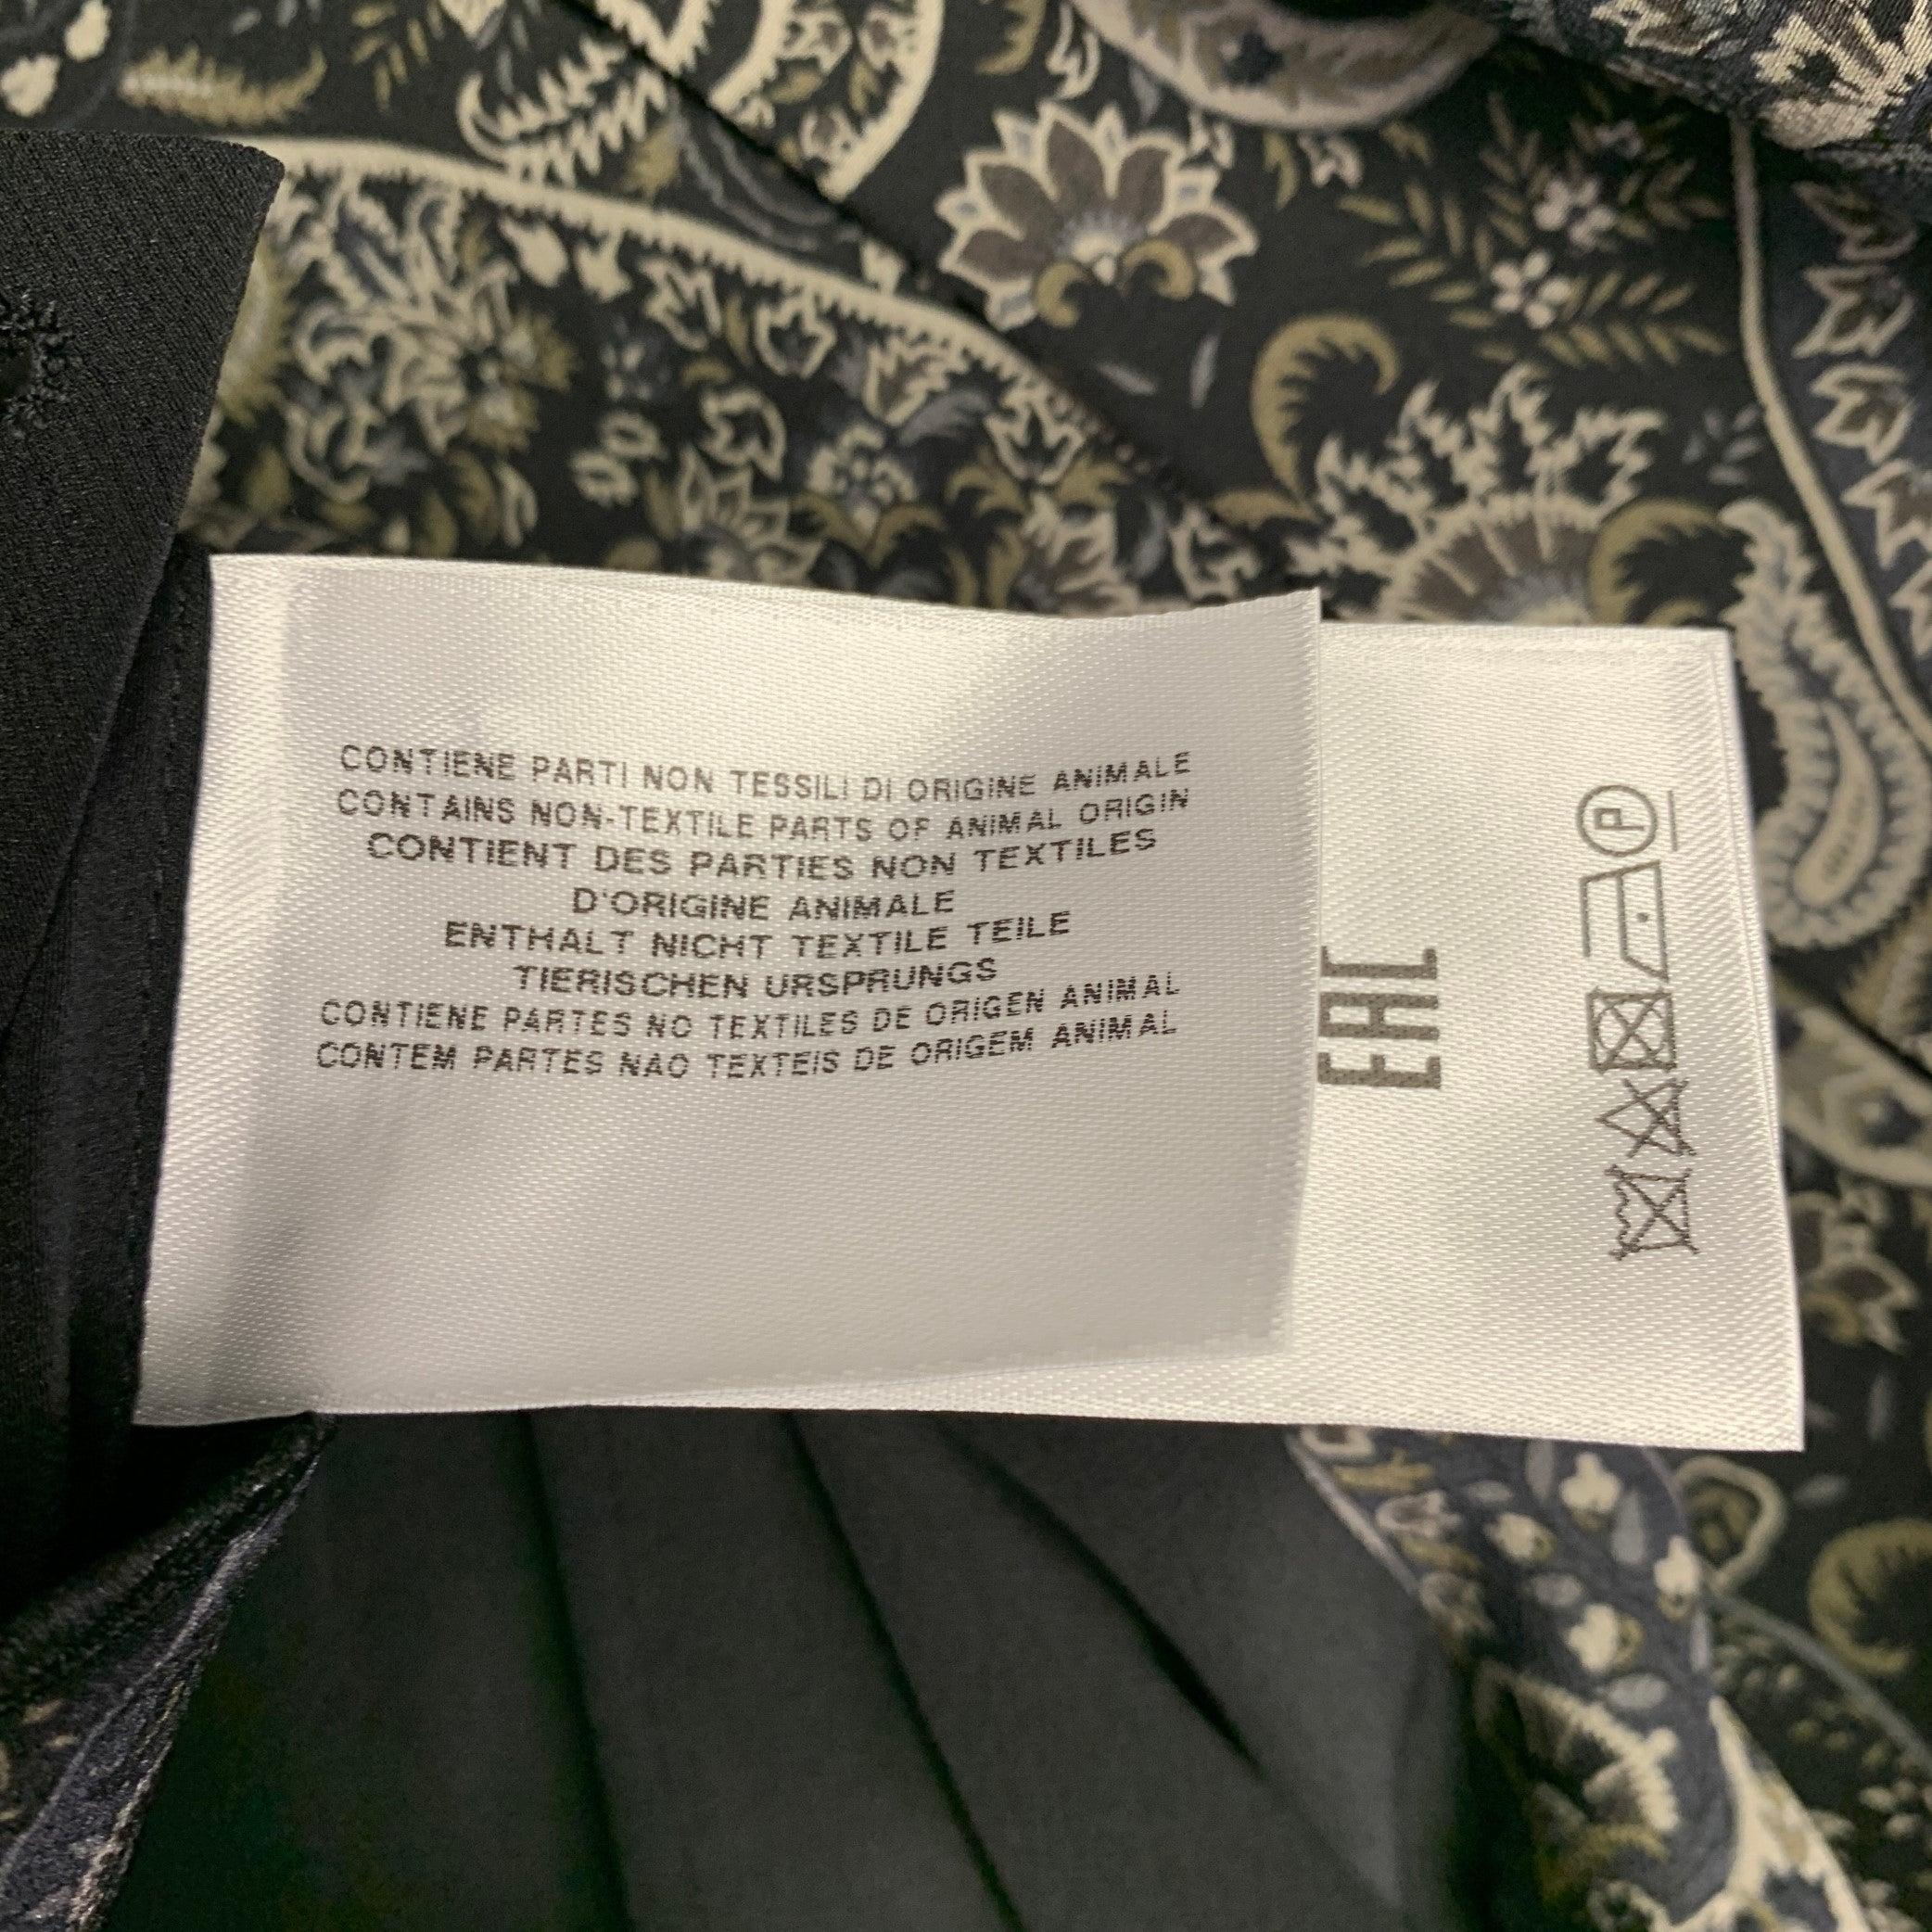 CONTIENE PARTI NON TESSILI DI ORIGINE ANIMALE
CONTAINS NON-TEXTILE PARTS OF ANIMAL ORIGIN
CONTIENT DES PARTIES NON TEXTILES
D'ORIGINE ANIMALE
ENTHALT NICHT TEXTILE TEILE
TIERISCHEN URSPRUNGS
CONTIENE PARTES NO TEXTILES DE ORIGEN ANIMAL
CONTEM PARTES NAO TEXTEIS DE ORIGEM ANIMAL
EAC
P